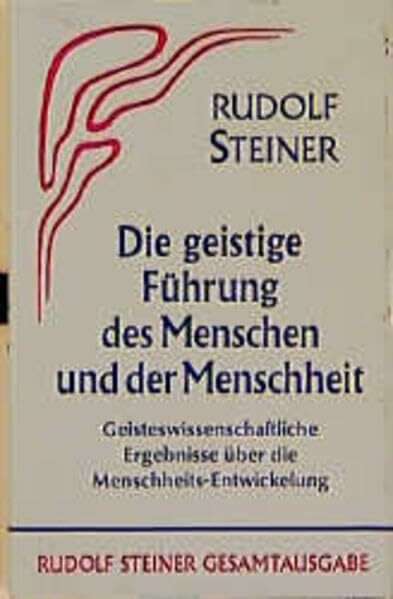 RUDOLF
STEINER
Die geistige
Führung
des Menschen
und der Menschheit
Geisteswissenschaftliche
Ergebnisse über die
Menschheits-Entwickelung
RUDOLF STEINER GESAMTAUSGABE